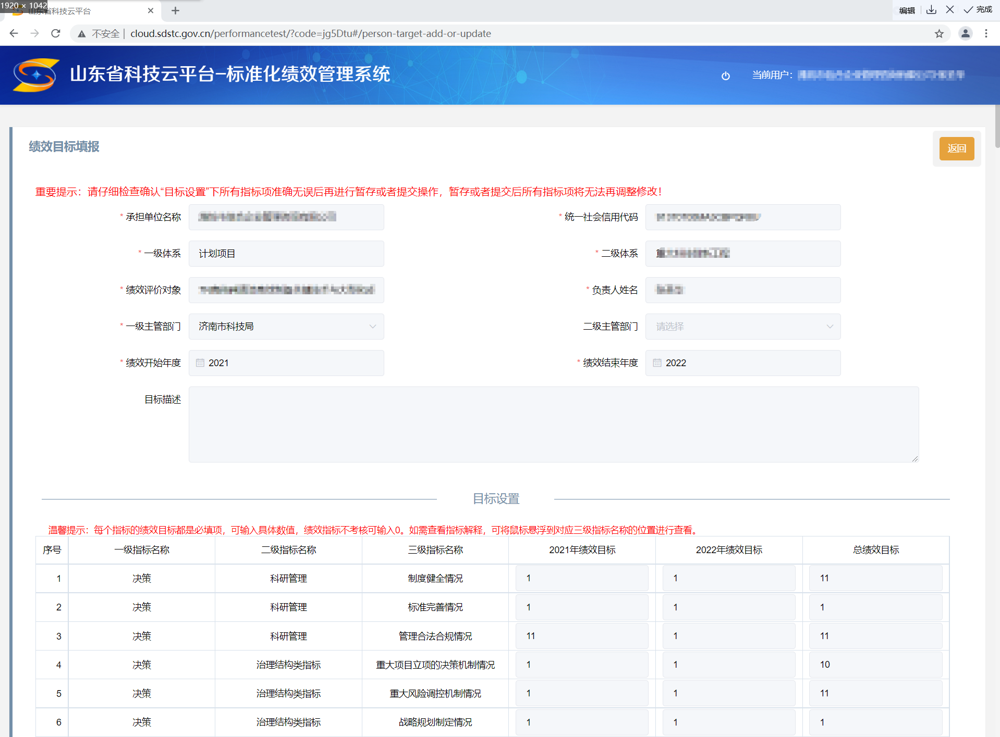 1920 × 1042
山东省科技云平台
编辑 完成
不安全 cloud.sdstc.gov.cn/performancetest/?code=jg5Dtu#/person-target-add-or-update
山东省科技云平台-标准化绩效管理系统
当前用户：
绩效目标填报
返回
重要提示：请仔细检查确认“目标设置”下所有指标项准确无误后再进行暂存或者提交操作，暂存或者提交后所有指标项将无法再调整修改！
* 承担单位名称 * 统一社会信用代码
* 一级体系 计划项目 * 二级体系
* 绩效评价对象 * 负责人姓名
* 一级主管部门 济南市科技局 二级主管部门 请选择
* 绩效开始年度 2021 * 绩效结束年度 2022
目标描述
目标设置
温馨提示：每个指标的绩效目标都是必填项，可输入具体数值，绩效指标不考核可输入0。如需查看指标解释，可将鼠标悬浮到对应三级指标名称的位置进行查看。
序号 一级指标名称 二级指标名称 三级指标名称 2021年绩效目标 2022年绩效目标 总绩效目标
1 决策 科研管理 制度健全情况 1 1 11
2 决策 科研管理 标准完善情况 1 1 1
3 决策 科研管理 管理合法合规情况 11 1 11
4 决策 治理结构类指标 重大项目立项的决策机制情况 1 1 10
5 决策 治理结构类指标 重大风险调控机制情况 1 1 11
6 决策 治理结构类指标 战略规划制定情况 1 1 1